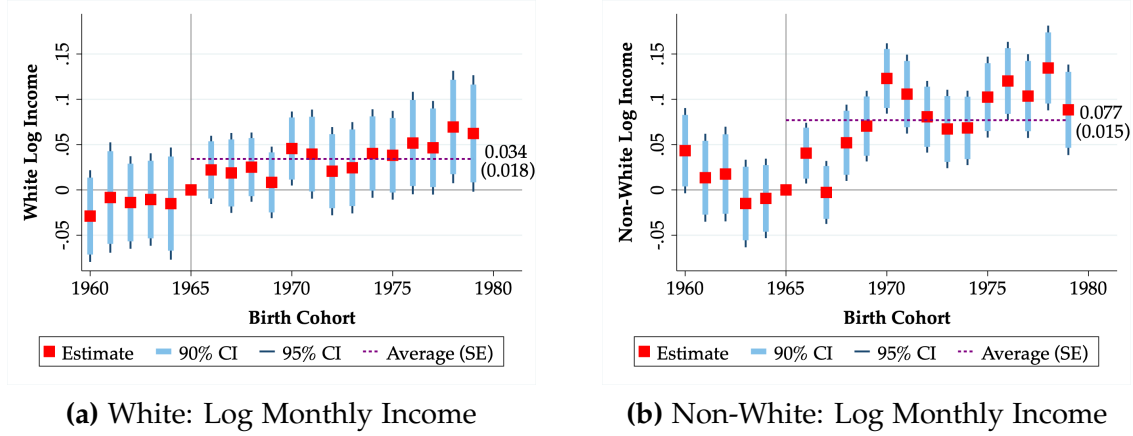 White Log Income
.15
.1
.05
0
-.05
0.034
(0.018)
1960
1965
1970
1975
1980
Birth Cohort
Estimate
90% CI
95% CI
Average (SE)
(a) White: Log Monthly Income
Non-White Log Income
.15
.1
.05
0
-.05
0.077
(0.015)
1960
1965
1970
1975
1980
Birth Cohort
Estimate
90% CI
95% CI
Average (SE)
(b) Non-White: Log Monthly Income